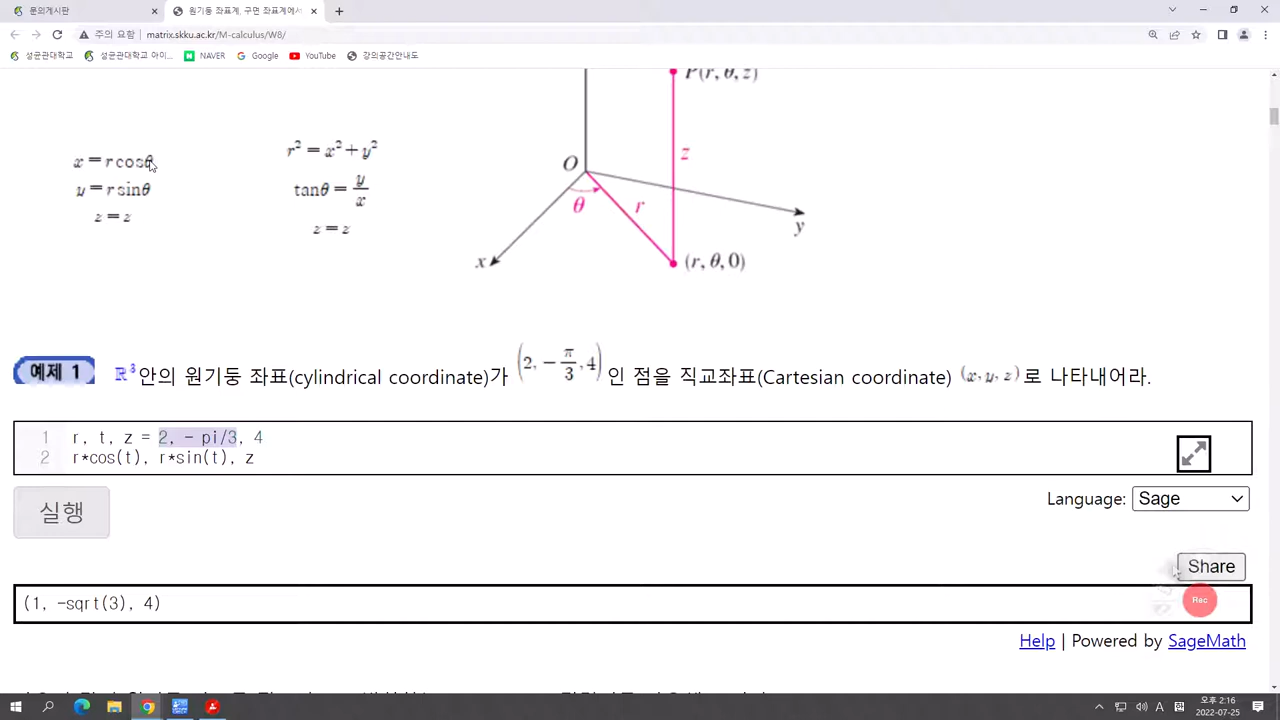 문의게시판
원기둥 좌표계, 구면 좌표계에서
주의 요함
matrix.skku.ac.kr/M-calculus/W8/
성균관대학교
성균관대학교 아이...
NAVER
Google
YouTube
강의공간안내도
P(r, θ, z)
x = r cosθ
y = r sinθ
z = z
r² = x² + y²
tanθ = y/x
z = z
O
z
θ
r
y
x
(r, θ, 0)
예제 1
ℝ³안의 원기둥 좌표(cylindrical coordinate)가 (2, −π/3, 4) 인 점을 직교좌표(Cartesian coordinate) (x, y, z)로 나타내어라.
1 r, t, z = 2, - pi/3, 4
2 r*cos(t), r*sin(t), z
실행
Language: Sage
Share
(1, -sqrt(3), 4)
Rec
Help | Powered by SageMath
A
오후 2:16
2022-07-25